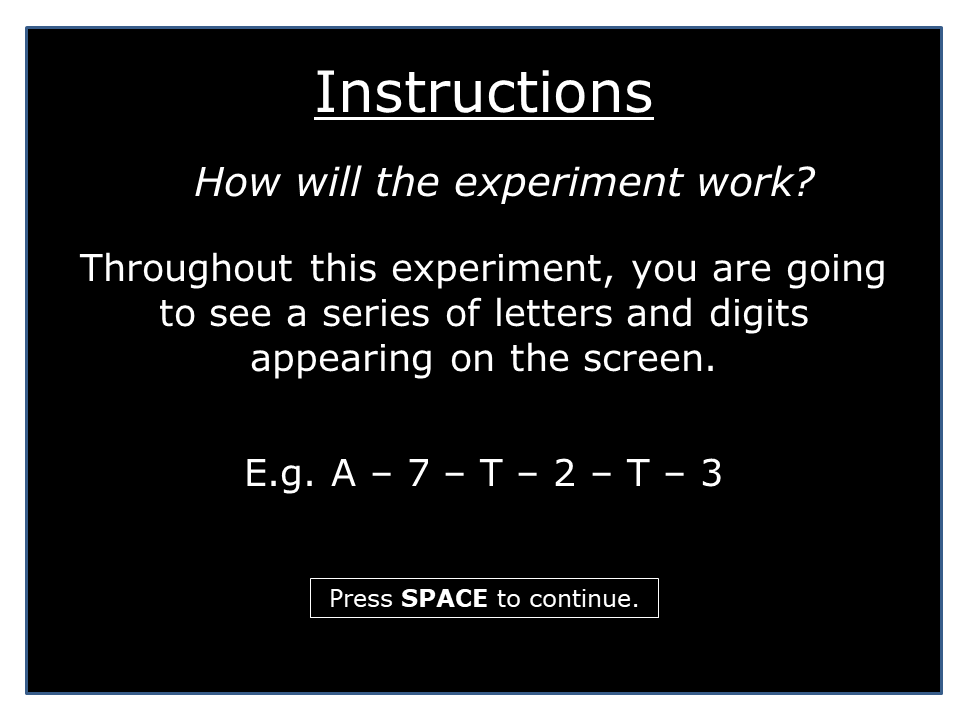 Instructions
How will the experiment work?
Throughout this experiment, you are going
to see a series of letters and digits
appearing on the screen.
E.g. A – 7 – T – 2 – T – 3
Press SPACE to continue.